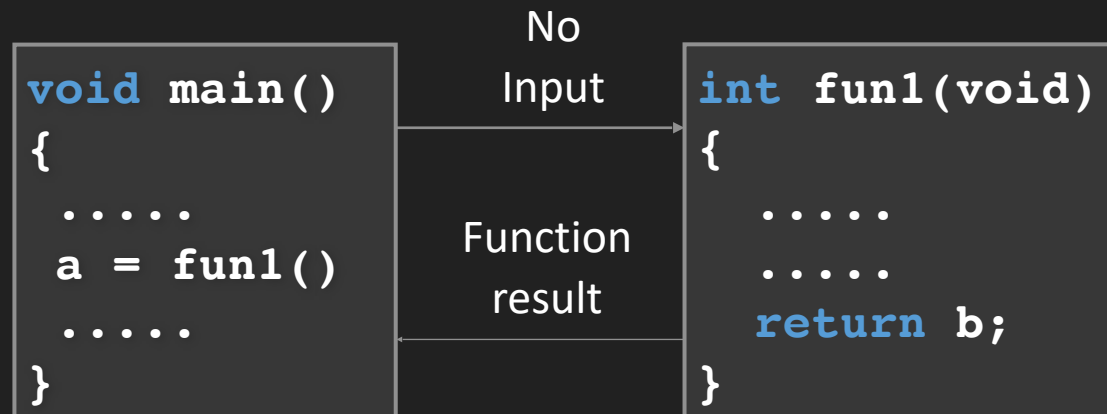 void main()
{
.....
a = fun1()
.....
}
No
Input
Function
result
int fun1(void)
{
.....
.....
return b;
}